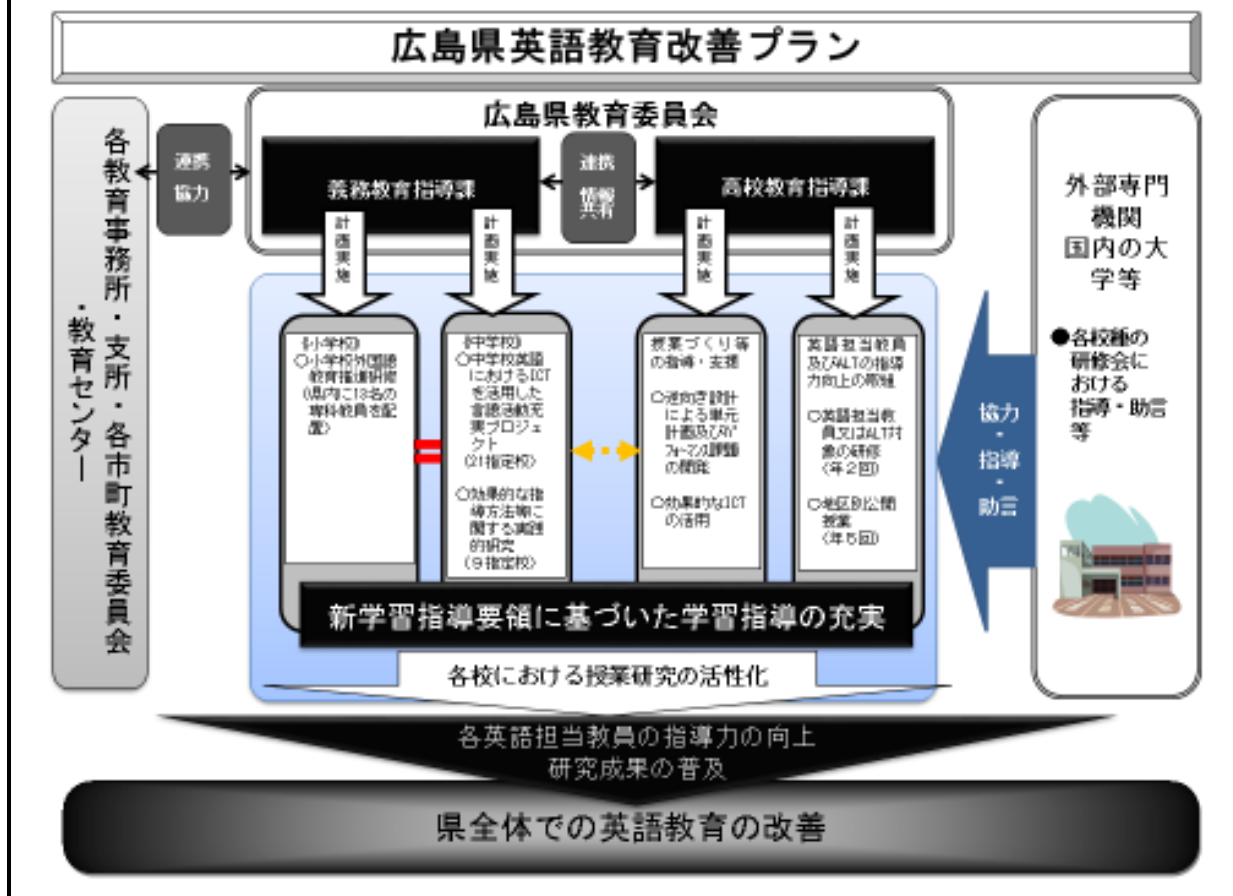 広島県英語教育改善プラン
広島県教育委員会
各教育事務所・支所・各市町教育委員会
・教育センター
連携
協力
義務教育指導課
連携
情報
共有
高校教育指導課
計画実施
計画実施
計画実施
計画実施
《小学校》
○小学校外国語
教育推進研修
(県内に13名の
専科教員を配
置)
《中学校》
○中学校英語
におけるICT
を活用した
言語活動充
実プロジェ
クト
(21指定校)
○効果的な指
導方法等に
関する実践
的研究
(9指定校)
授業づくり等
の指導・支援
○逆向き設計
による単元
計画及びパ
フォーマンス課題
の開発
○効果的なICT
の活用
英語担当教員
及びALTの指導
力向上の取組
○英語担当教
員又はALT対
象の研修
(年2回)
○地区別公開
授業
(年5回)
協力・指導・助言
外部専門
機関
国内の大
学等
●各校種の
研修会に
おける
指導・助言
等
新学習指導要領に基づいた学習指導の充実
各校における授業研究の活性化
各英語担当教員の指導力の向上
研究成果の普及
県全体での英語教育の改善